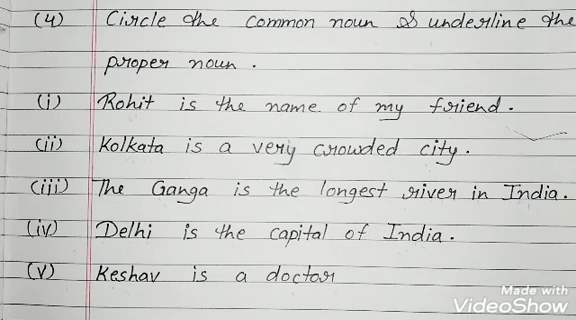 (4) Circle the common noun & underline the
proper noun.
(i) Rohit is the name of my friend.
(ii) Kolkata is a very crowded city.
(iii) The Ganga is the longest river in India.
(iv) Delhi is the capital of India.
(v) Keshav is a doctor
Made with
VideoShow